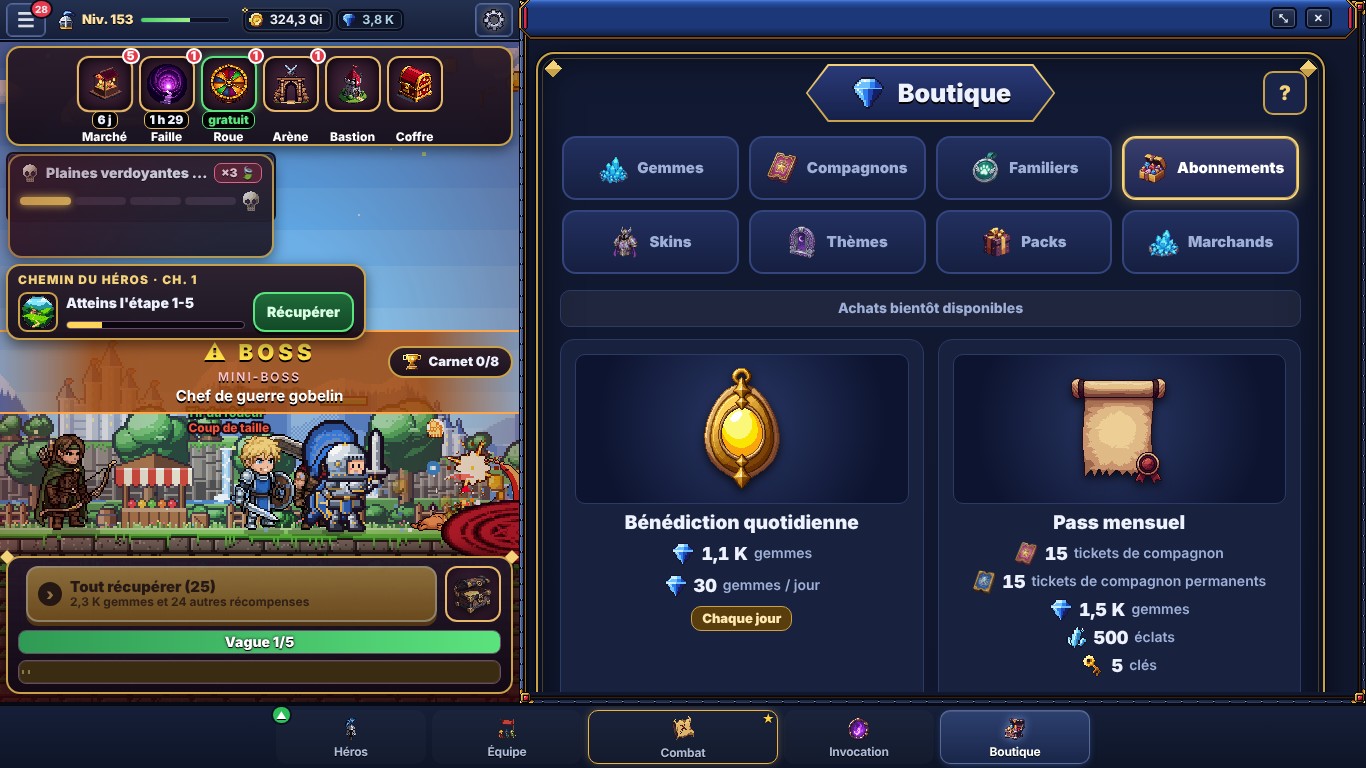 28
Niv. 153
324,3 Qi
3,8 K
5
1
1
1
6 j
1 h 29
gratuit
Marché
Faille
Roue
Arène
Bastion
Coffre
Plaines verdoyantes ...
×3
CHEMIN DU HÉROS · CH. 1
Atteins l'étape 1-5
Récupérer
BOSS
MINI-BOSS
Chef de guerre gobelin
Carnet 0/8
Coup de taille
Tout récupérer (25)
2,3 K gemmes et 24 autres récompenses
Vague 1/5
Boutique
?
Gemmes
Compagnons
Familiers
Abonnements
Skins
Thèmes
Packs
Marchands
Achats bientôt disponibles
Bénédiction quotidienne
1,1 K gemmes
30 gemmes / jour
Chaque jour
Pass mensuel
15 tickets de compagnon
15 tickets de compagnon permanents
1,5 K gemmes
500 éclats
5 clés
Héros
Équipe
Combat
Invocation
Boutique